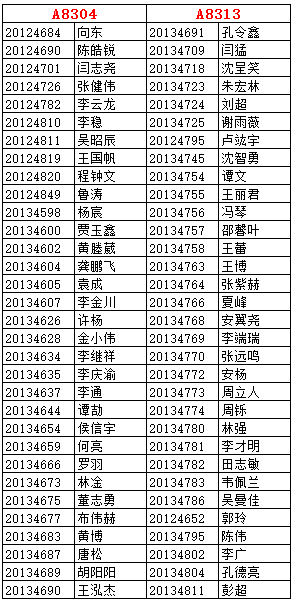 A8304 A8313
20124684 向东 20134691 孔令鑫
20124690 陈皓锐 20134709 闫猛
20124701 闫志尧 20134718 沈呈笑
20124726 张健伟 20134723 朱宏林
20124782 李云龙 20134724 刘超
20124810 李稳 20134725 谢雨薇
20124811 吴昭辰 20124795 卢竑宇
20124819 王国帆 20134745 沈智勇
20124820 程钟文 20134754 谭文
20124849 鲁涛 20134755 王丽君
20134598 杨宸 20134756 冯琴
20134600 贾玉鑫 20134757 邵馨叶
20134602 黄塍葳 20134758 王蕾
20134604 龚鹏飞 20134763 王博
20134605 袁成 20134764 张紫赫
20134607 李金川 20134766 夏峰
20134626 许杨 20134768 安翼尧
20134628 金小伟 20134769 李端瑞
20134634 李继祥 20134770 张远鸣
20134635 李庆渝 20134772 安杨
20134637 李通 20134773 周立人
20134644 谭劼 20134774 周铄
20134654 侯信宇 20134780 林强
20134659 何亮 20134781 李才明
20134666 罗羽 20134782 田志敏
20134673 林凎 20134783 韦佩兰
20134675 董志勇 20134786 吴曼佳
20134677 布伟赫 20124652 郭玲
20134683 黄博 20134795 陈伟
20134687 唐松 20134802 李广
20134689 胡阳阳 20134804 孔德亮
20134690 王泓杰 20134811 彭超